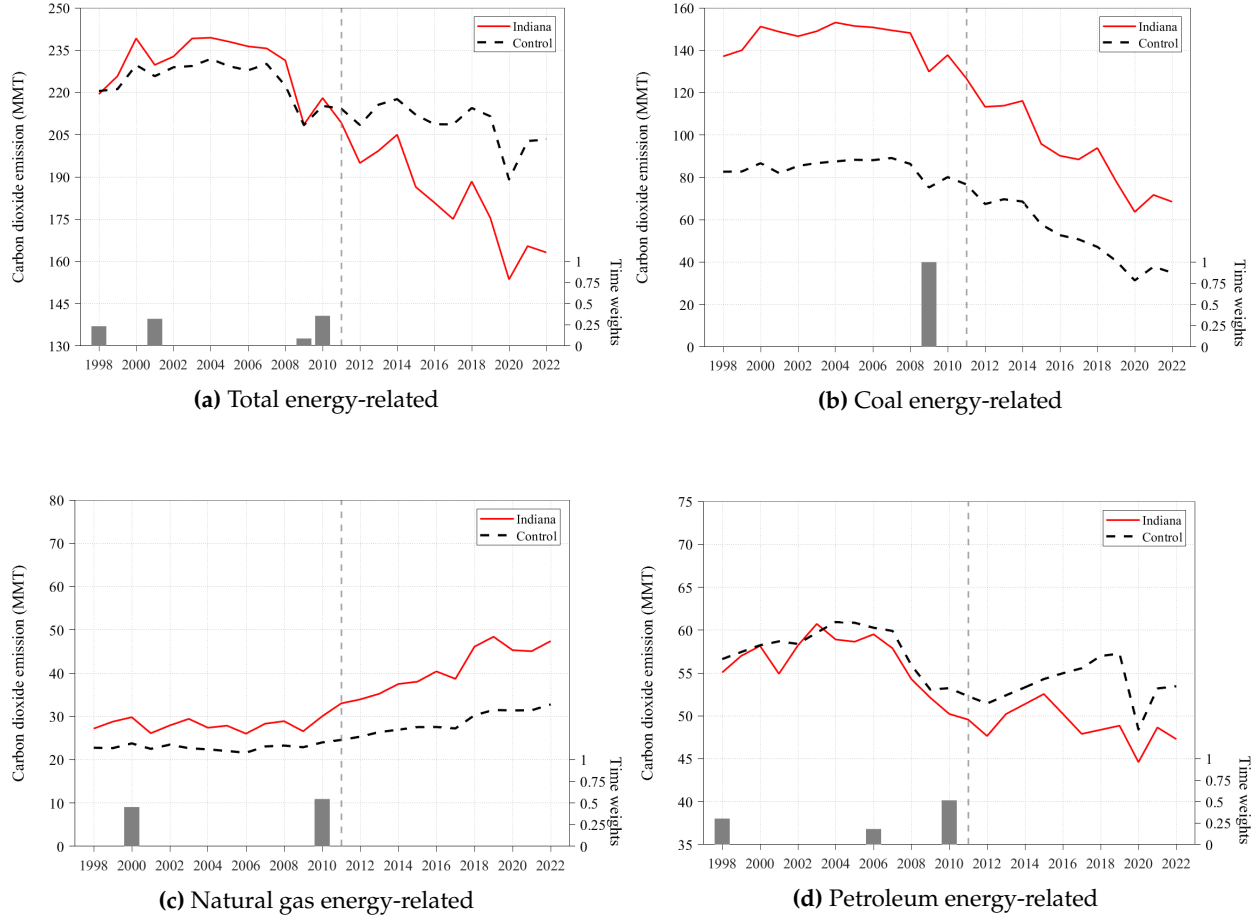 250
235
220
205
190
175
160
145
130
Carbon dioxide emission (MMT)
Indiana
Control
1
0.75
0.5
0.25
0
Time weights
1998 2000 2002 2004 2006 2008 2010 2012 2014 2016 2018 2020 2022
(a) Total energy-related
160
140
120
100
80
60
40
20
0
Carbon dioxide emission (MMT)
Indiana
Control
1
0.75
0.5
0.25
0
Time weights
1998 2000 2002 2004 2006 2008 2010 2012 2014 2016 2018 2020 2022
(b) Coal energy-related
80
70
60
50
40
30
20
10
0
Carbon dioxide emission (MMT)
Indiana
Control
1
0.75
0.5
0.25
0
Time weights
1998 2000 2002 2004 2006 2008 2010 2012 2014 2016 2018 2020 2022
(c) Natural gas energy-related
75
70
65
60
55
50
45
40
35
Carbon dioxide emission (MMT)
Indiana
Control
1
0.75
0.5
0.25
0
Time weights
1998 2000 2002 2004 2006 2008 2010 2012 2014 2016 2018 2020 2022
(d) Petroleum energy-related